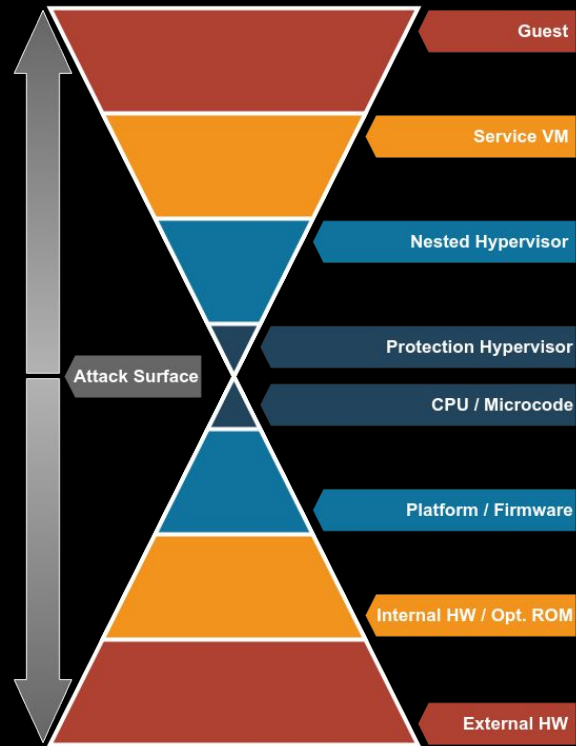 Guest
Service VM
Nested Hypervisor
Protection Hypervisor
Attack Surface
CPU / Microcode
Platform / Firmware
Internal HW / Opt. ROM
External HW